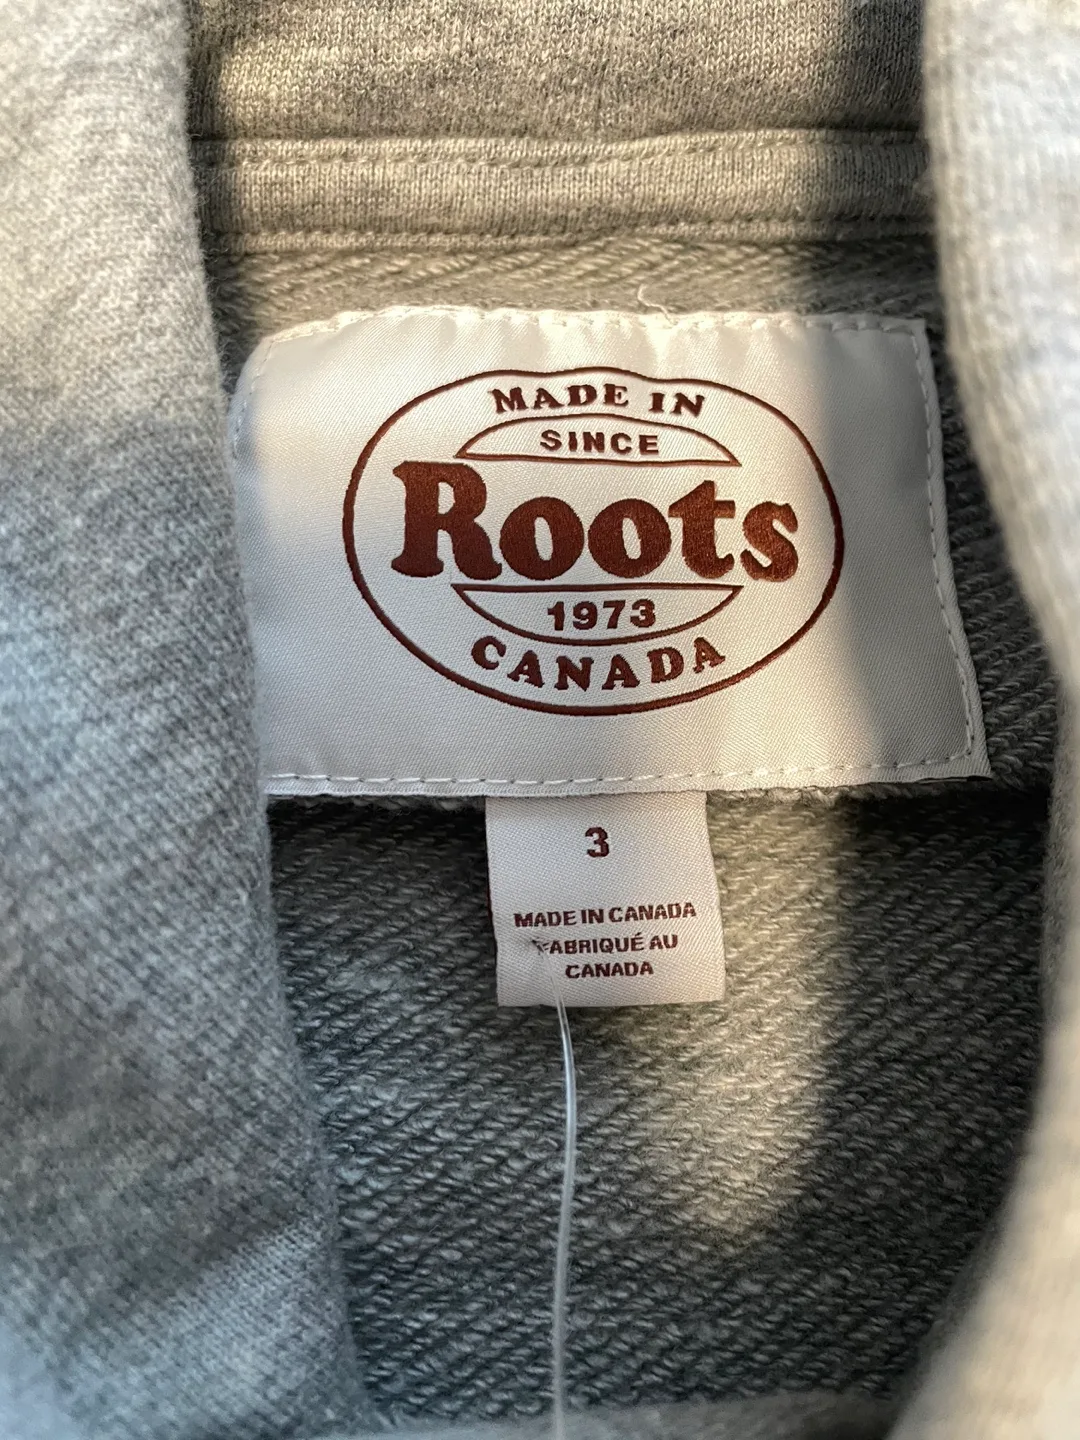 MADE IN
SINCE
Roots
1973
CANADA
3
MADE IN CANADA
FABRIQUÉ AU
CANADA